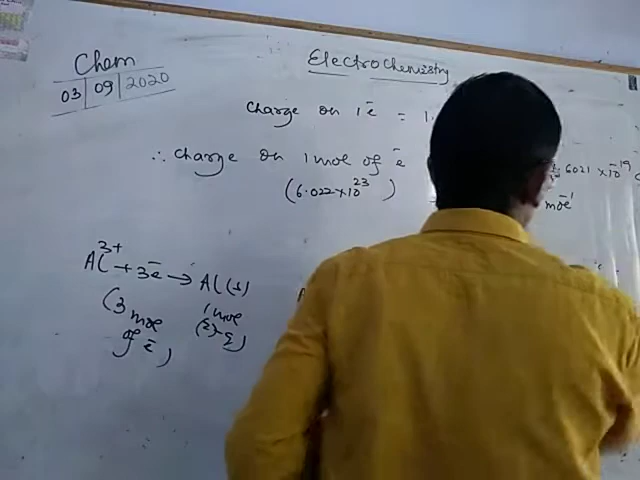 Chem
03 | 09 | 2020
ElectroChemistry
Charge on 1e⁻ = 1.
∴ Charge on 1 mol of e⁻
6021 × 10⁻¹⁹ C
(6.022×10²³)
mol⁻¹
Al³⁺ + 3e⁻ → Al(s)
(3 mol of e⁻)
1 mol